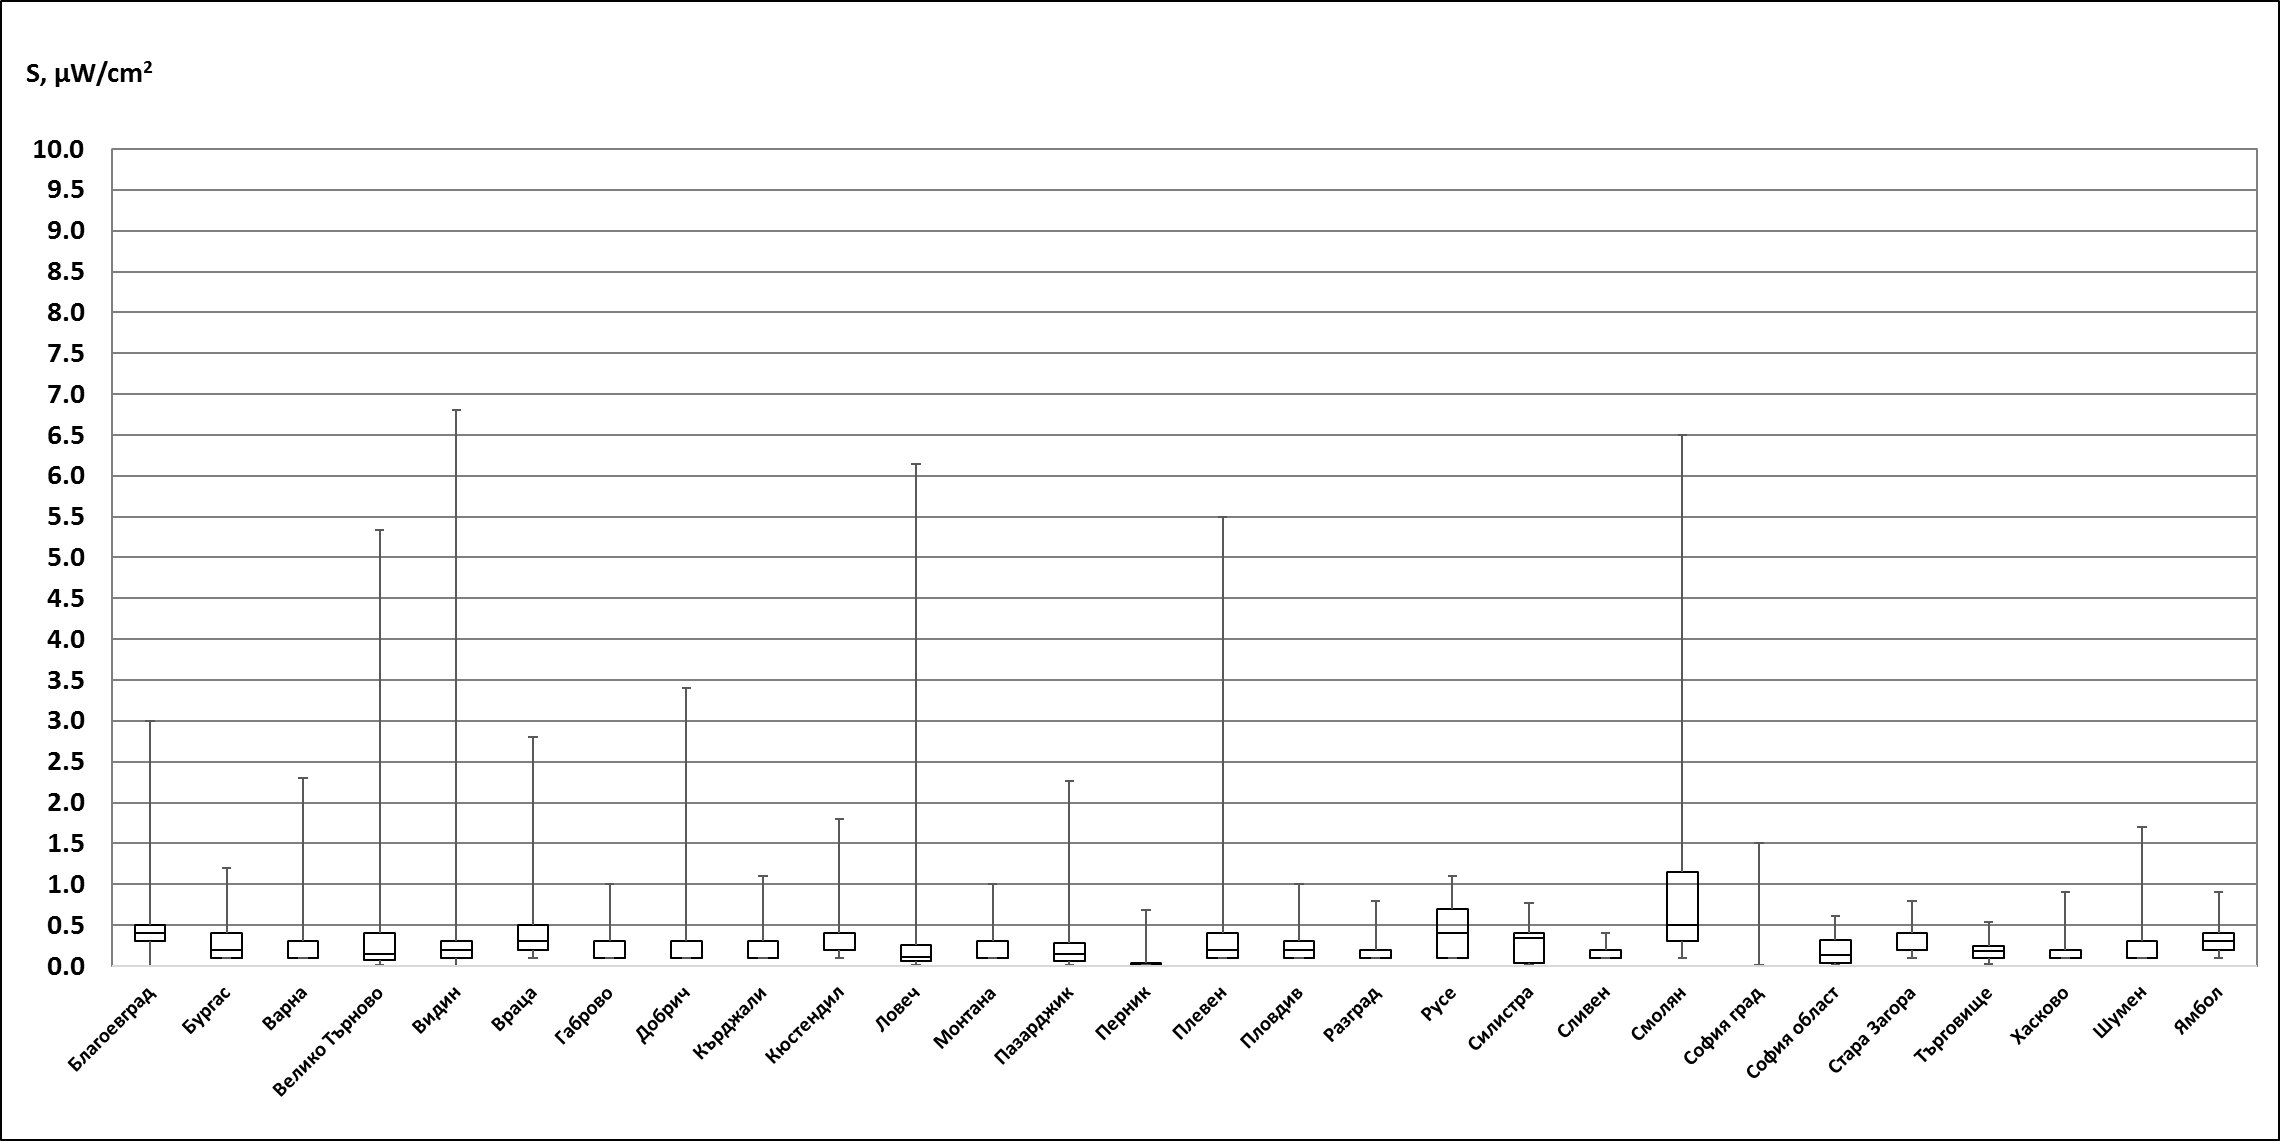 S, µW/cm²
10.0
9.5
9.0
8.5
8.0
7.5
7.0
6.5
6.0
5.5
5.0
4.5
4.0
3.5
3.0
2.5
2.0
1.5
1.0
0.5
0.0
Благоевград
Бургас
Варна
Велико Търново
Видин
Враца
Габрово
Добрич
Кърджали
Кюстендил
Ловеч
Монтана
Пазарджик
Перник
Плевен
Пловдив
Разград
Русе
Силистра
Сливен
Смолян
София град
София област
Стара Загора
Търговище
Хасково
Шумен
Ямбол